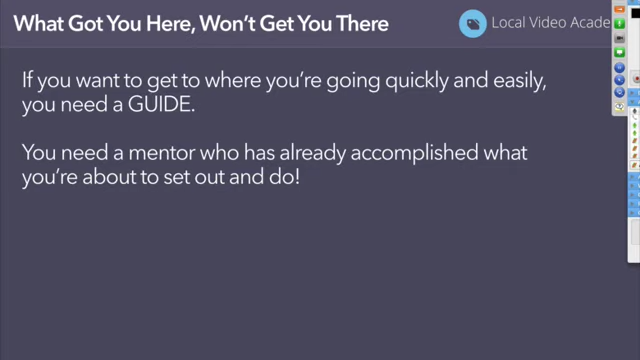 What Got You Here, Won't Get You There
Local Video Acade
If you want to get to where you're going quickly and easily,
you need a GUIDE.
You need a mentor who has already accomplished what
you're about to set out and do!